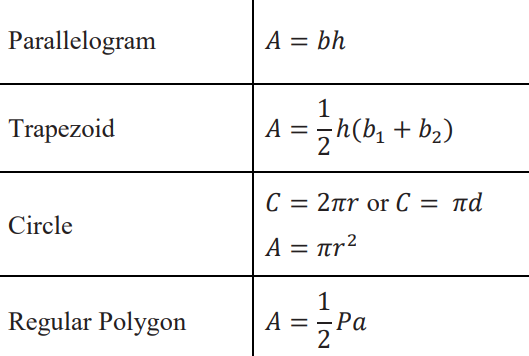 Parallelogram 𝐴 = 𝑏ℎ
Trapezoid 𝐴 = 1/2 ℎ(𝑏₁ + 𝑏₂)
Circle 𝐶 = 2𝜋𝑟 or 𝐶 = 𝜋𝑑
𝐴 = 𝜋𝑟²
Regular Polygon 𝐴 = 1/2 𝑃𝑎